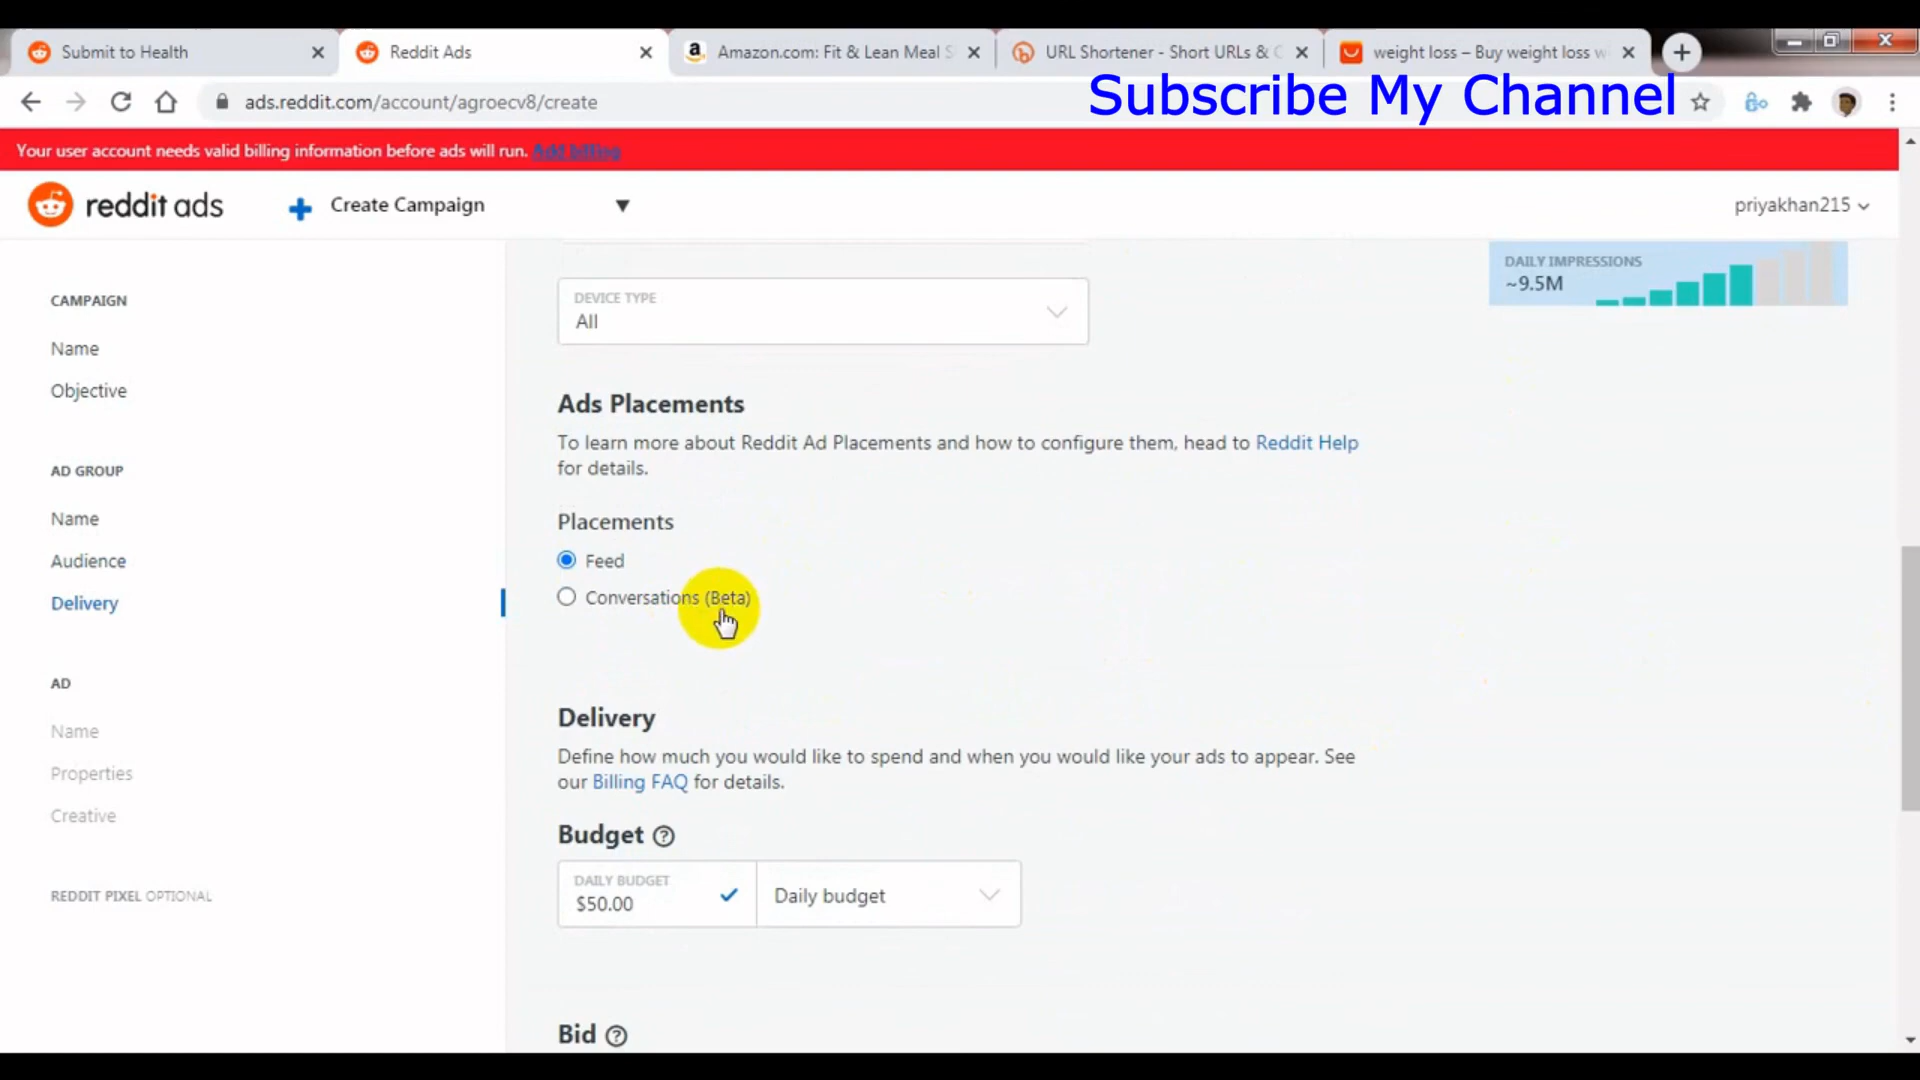 Submit to Health
Reddit Ads
Amazon.com: Fit & Lean Meal S
URL Shortener - Short URLs & C
weight loss – Buy weight loss w
ads.reddit.com/account/agroecv8/create
Subscribe My Channel
Your user account needs valid billing information before ads will run. Add billing
reddit ads
Create Campaign
priyakhan215
CAMPAIGN
Name
Objective
AD GROUP
Name
Audience
Delivery
AD
Name
Properties
Creative
REDDIT PIXEL OPTIONAL
DAILY IMPRESSIONS
~9.5M
DEVICE TYPE
All
Ads Placements
To learn more about Reddit Ad Placements and how to configure them, head to Reddit Help
for details.
Placements
Feed
Conversations (Beta)
Delivery
Define how much you would like to spend and when you would like your ads to appear. See
our Billing FAQ for details.
Budget
DAILY BUDGET
$50.00
Daily budget
Bid